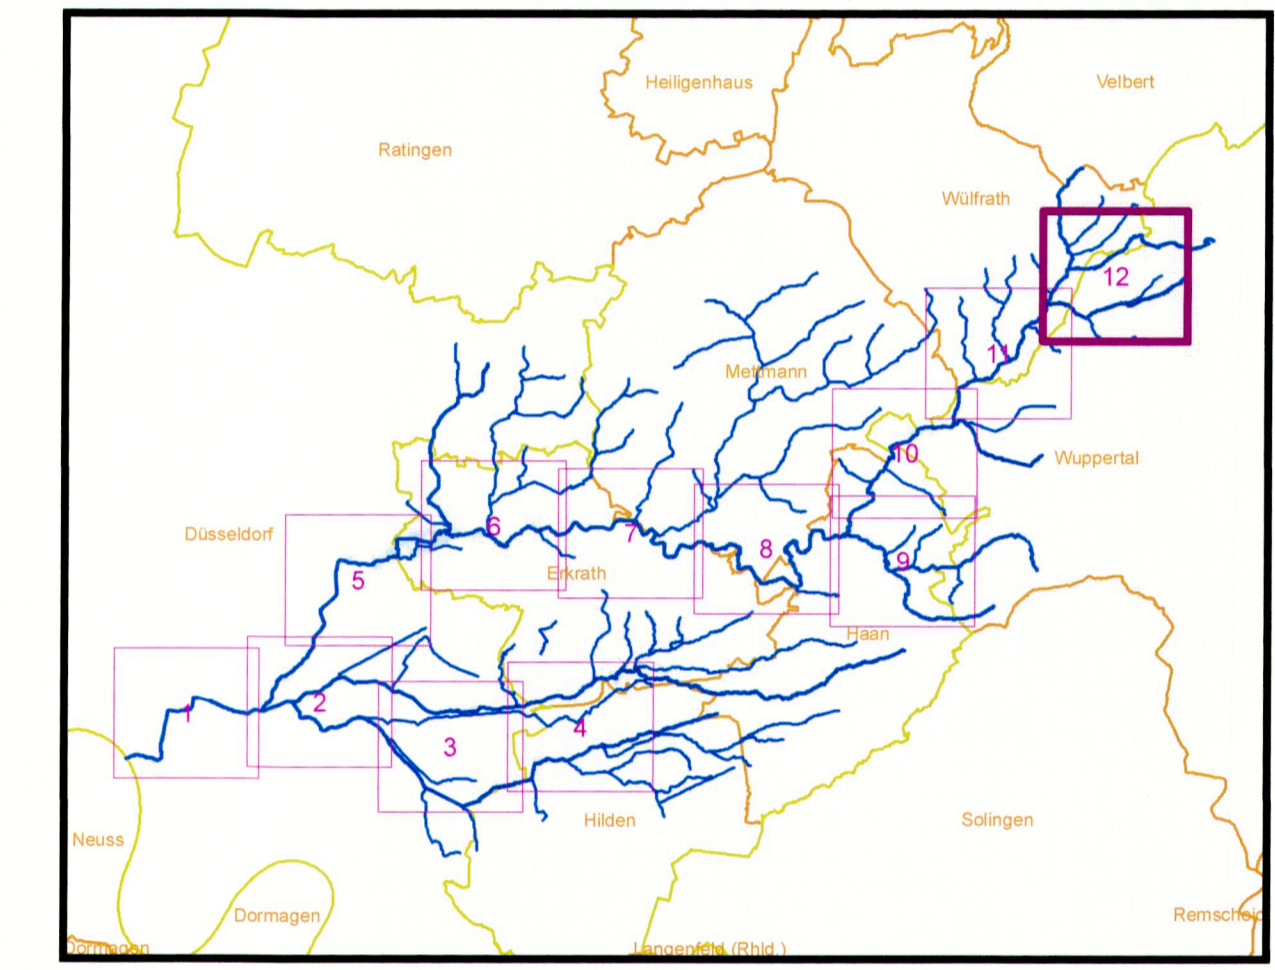 Heiligenhaus
Velbert
Ratingen
Wülfrath
12
11
Mettmann
10
Wuppertal
6
7
Düsseldorf
8
9
5
Erkrath
Haan
2
1
4
3
Hilden
Solingen
Neuss
Dormagen
Remscheid
Dormagen
Langenfeld (Rhld.)